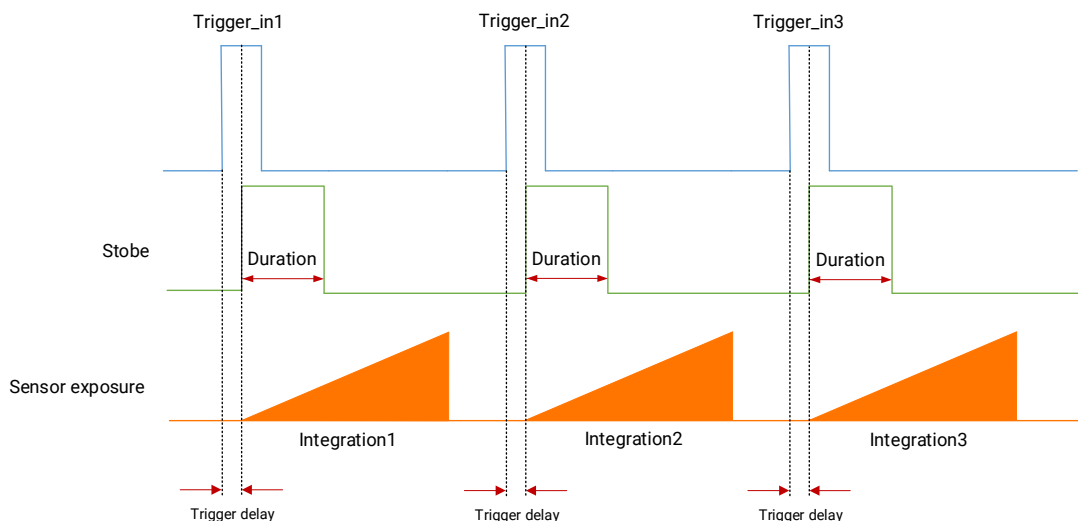 Trigger_in1
Trigger_in2
Trigger_in3
Stobe
Duration
Duration
Duration
Sensor exposure
Integration1
Integration2
Integration3
Trigger delay
Trigger delay
Trigger delay